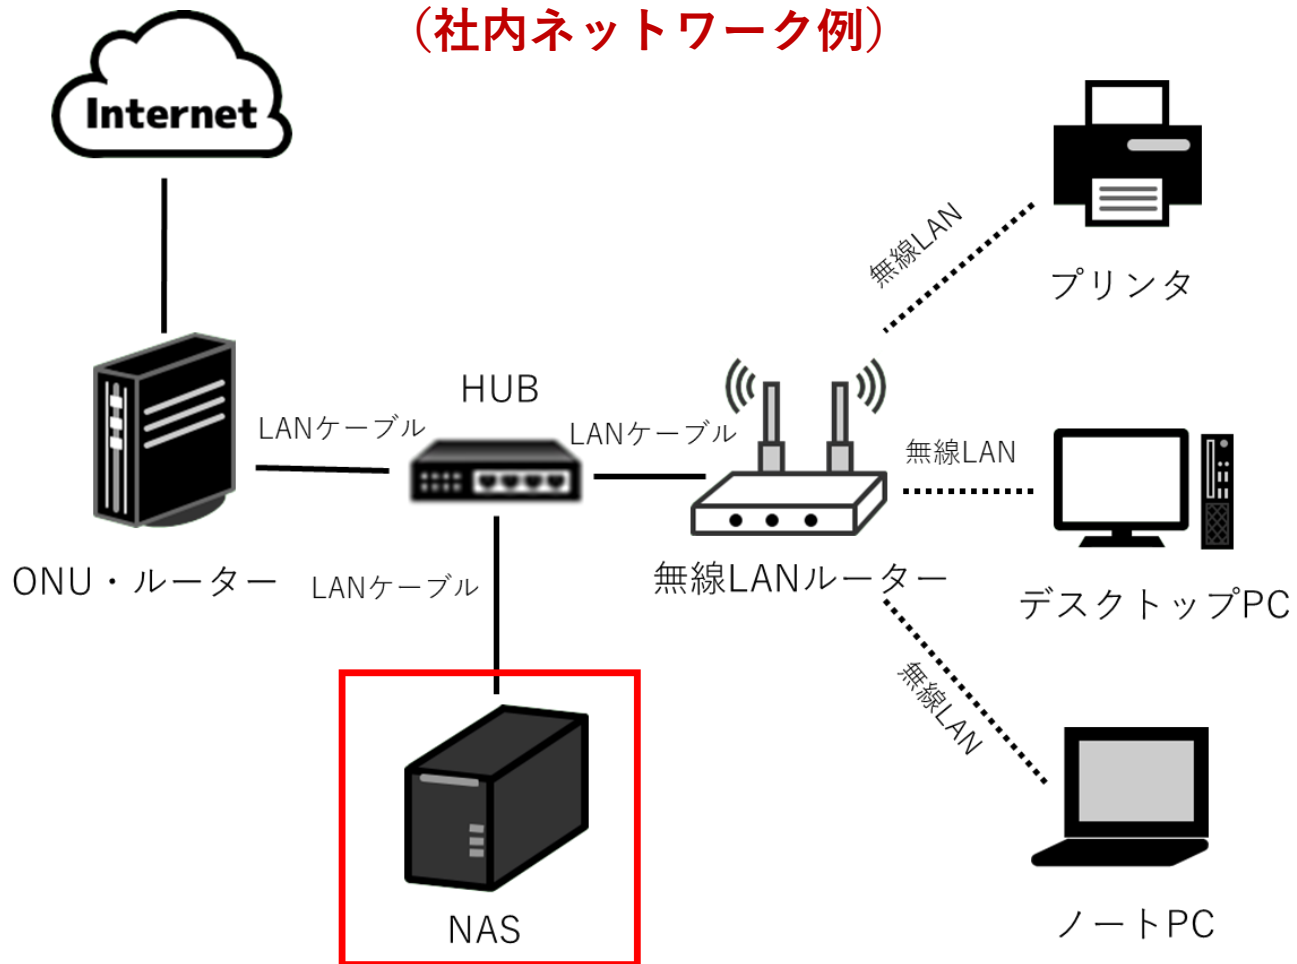 （社内ネットワーク例）
Internet
無線LAN
プリンタ
HUB
LANケーブル
LANケーブル
無線LAN
ONU・ルーター
LANケーブル
無線LANルーター
デスクトップPC
無線LAN
NAS
ノートPC